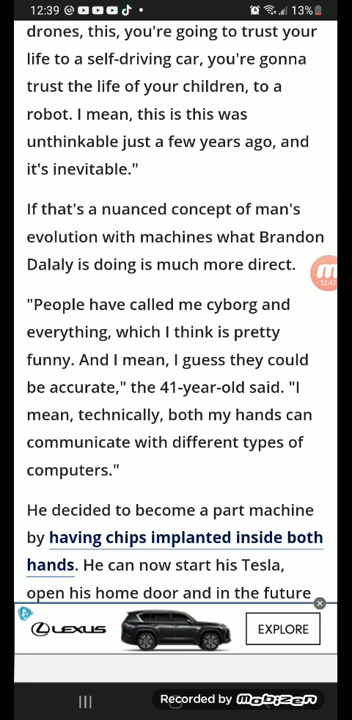 12:39
13%
drones, this, you're going to trust your
life to a self-driving car, you're gonna
trust the life of your children, to a
robot. I mean, this is this was
unthinkable just a few years ago, and
it's inevitable."
If that's a nuanced concept of man's
evolution with machines what Brandon
Dalaly is doing is much more direct.
12:47
"People have called me cyborg and
everything, which I think is pretty
funny. And I mean, I guess they could
be accurate," the 41-year-old said. "I
mean, technically, both my hands can
communicate with different types of
computers."
He decided to become a part machine
by having chips implanted inside both
hands. He can now start his Tesla,
open his home door and in the future
LEXUS
EXPLORE
Recorded by MOBIZEN